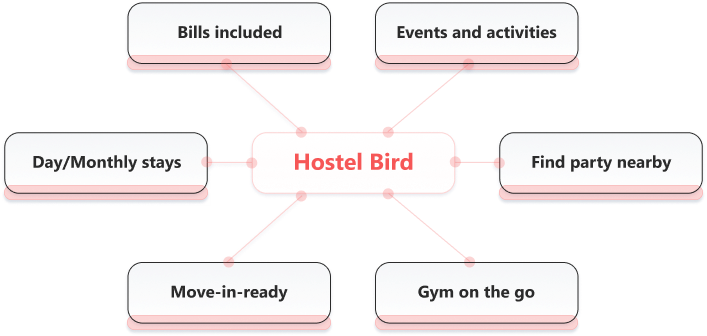 Bills included
Events and activities
Day/Monthly stays
Hostel Bird
Find party nearby
Move-in-ready
Gym on the go